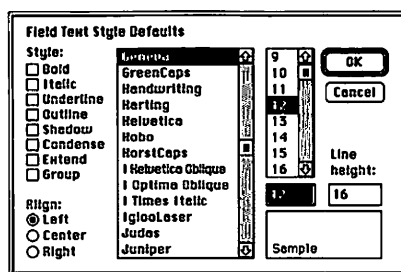 Field Text Style Defaults
Style:
Bold
Italic
Underline
Outline
Shadow
Condense
Extend
Group
Align:
Left
Center
Right
Geneva
GreenCaps
Handwriting
Harting
Helvetica
Hobo
HorstCaps
I Helvetica Oblique
I Optima Oblique
I Times Italic
IglooLaser
Judas
Juniper
9
10
11
12
13
14
15
16
12
OK
Cancel
Line
height:
16
Sample